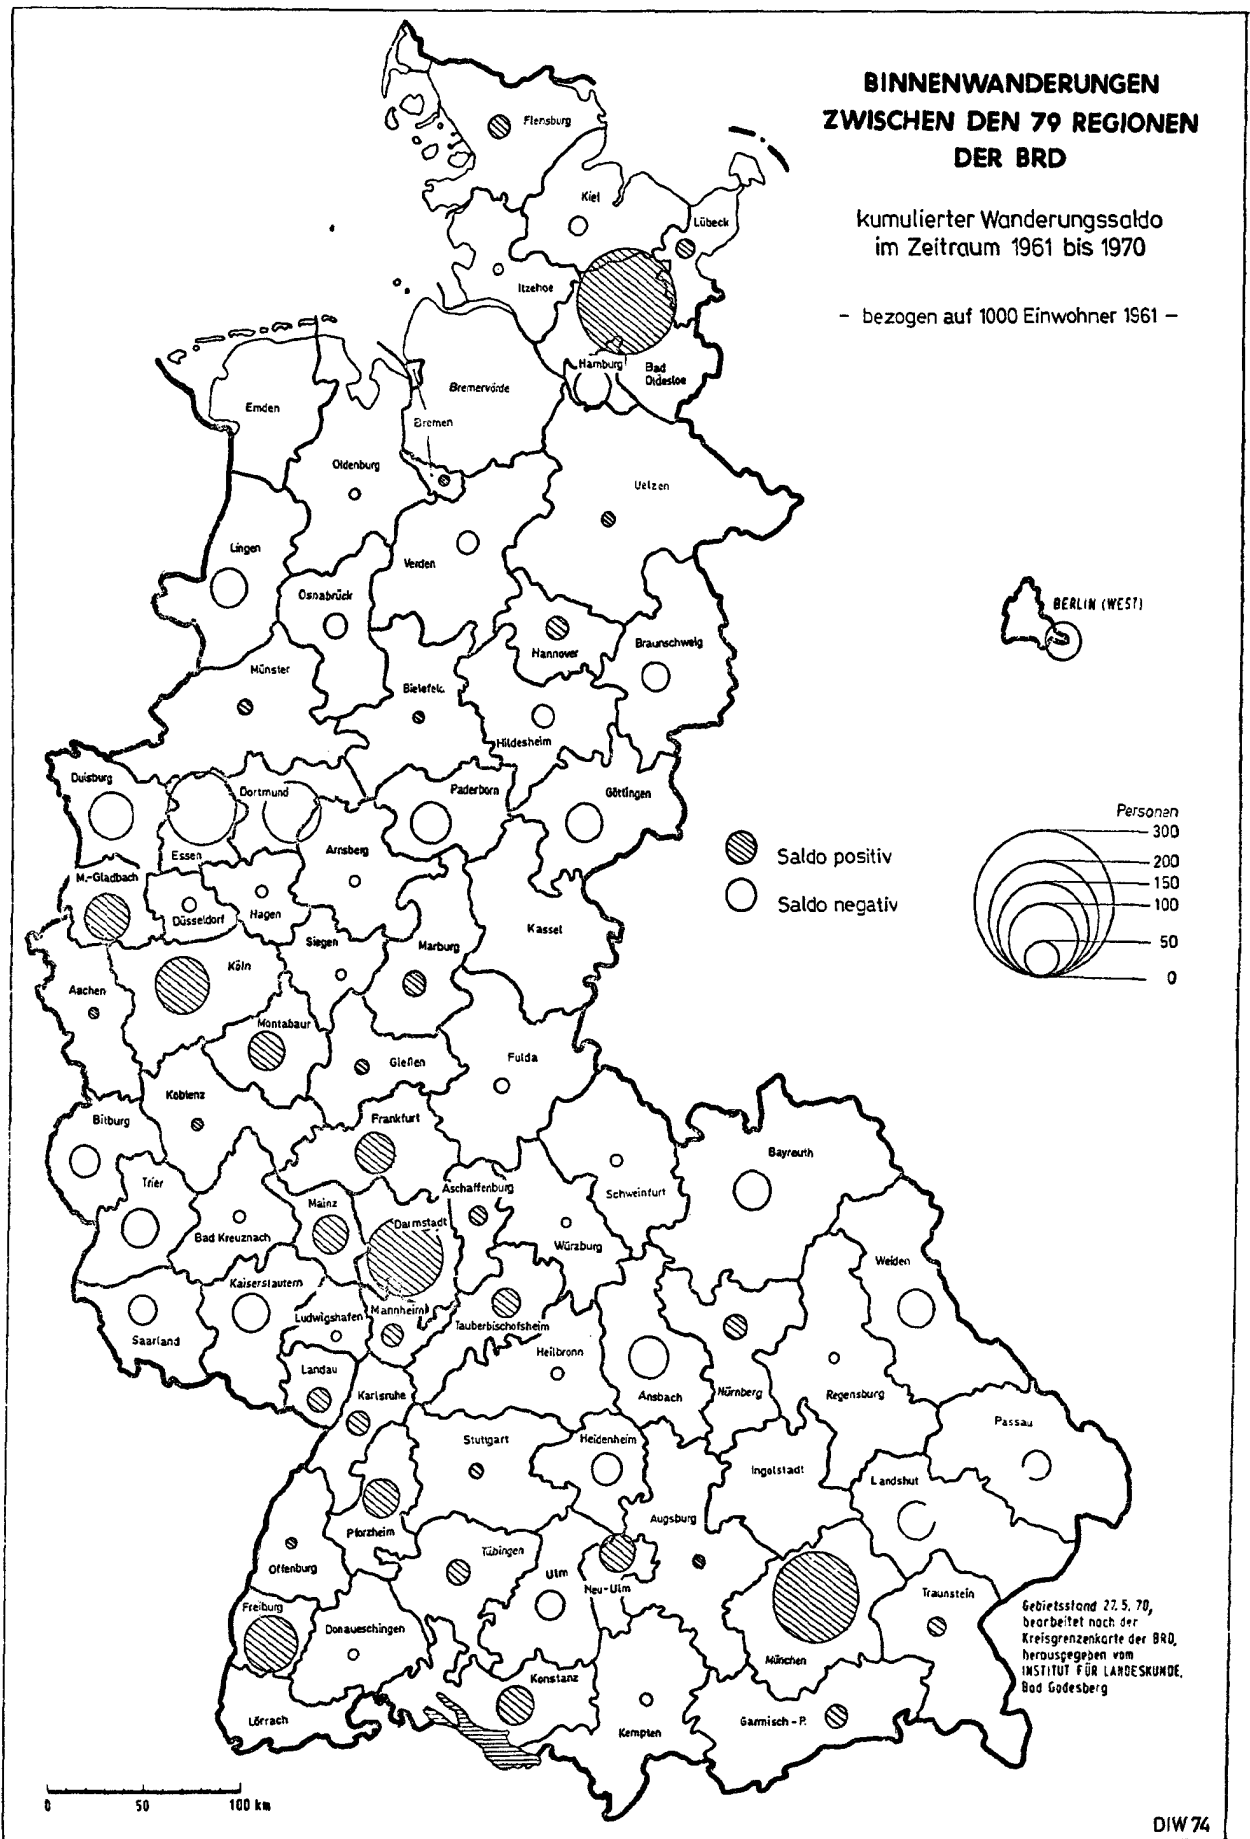 BINNENWANDERUNGEN
ZWISCHEN DEN 79 REGIONEN
DER BRD
kumulierter Wanderungssaldo
im Zeitraum 1961 bis 1970
– bezogen auf 1000 Einwohner 1961 –
Flensburg
Kiel
Lübeck
Itzehoe
Hamburg
Bad
Oldesloe
Bremervörde
Emden
Bremen
Oldenburg
Uelzen
Lingen
Verden
Osnabrück
BERLIN (WEST)
Hannover
Braunschweig
Münster
Bielefeld
Hildesheim
Duisburg
Dortmund
Paderborn
Göttingen
Essen
Arnsberg
M.-Gladbach
Düsseldorf
Hagen
Kassel
Siegen
Marburg
Köln
Aachen
Montabaur
Gießen
Fulda
Koblenz
Bitburg
Frankfurt
Bayreuth
Trier
Aschaffenburg
Schweinfurt
Mainz
Darmstadt
Bad Kreuznach
Würzburg
Weiden
Kaiserslautern
Ludwigshafen
Mannheim
Tauberbischofsheim
Saarland
Heilbronn
Landau
Karlsruhe
Ansbach
Nürnberg
Regensburg
Passau
Stuttgart
Heidenheim
Ingolstadt
Landshut
Augsburg
Pforzheim
Tübingen
Offenburg
Ulm
Neu-Ulm
Traunstein
Freiburg
Donaueschingen
München
Konstanz
Lörrach
Kempten
Garmisch-P.
Personen
300
200
150
100
50
0
Saldo positiv
Saldo negativ
Gebietsstand 27. 5. 70,
bearbeitet nach der
Kreisgrenzenkarte der BRD,
herausgegeben vom
INSTITUT FÜR LANDESKUNDE,
Bad Godesberg
0 50 100 km
DIW 74